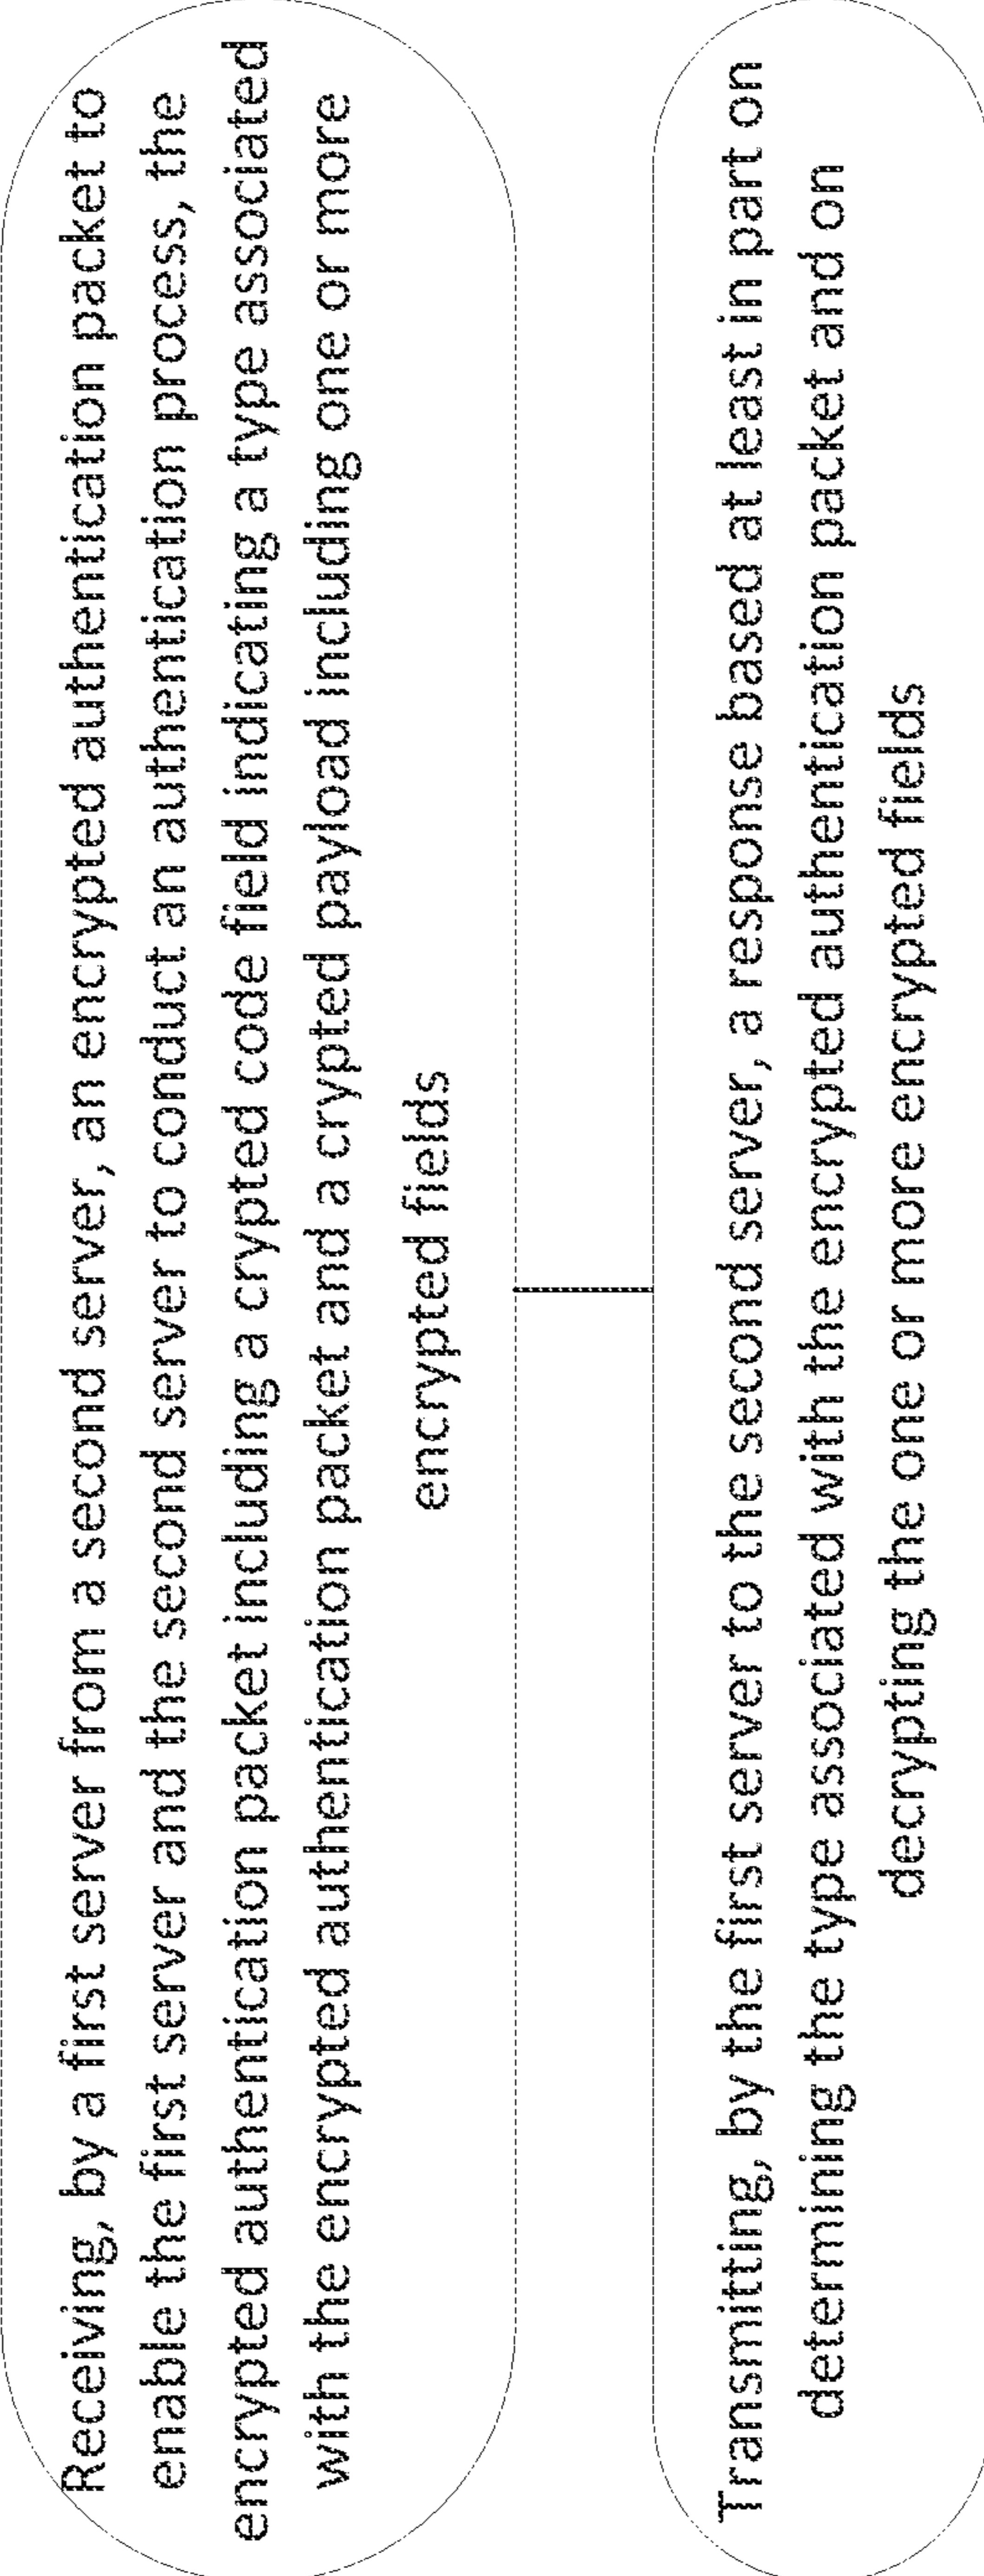 Receiving, by a first server from a second server, an encrypted authentication packet to
enable the first server and the second server to conduct an authentication process, the
encrypted authentication packet including a crypted code field indicating a type associated
with the encrypted authentication packet and a crypted payload including one or more
encrypted fields
Transmitting, by the first server to the second server, a response based at least in part on
determining the type associated with the encrypted authentication packet and on
decrypting the one or more encrypted fields